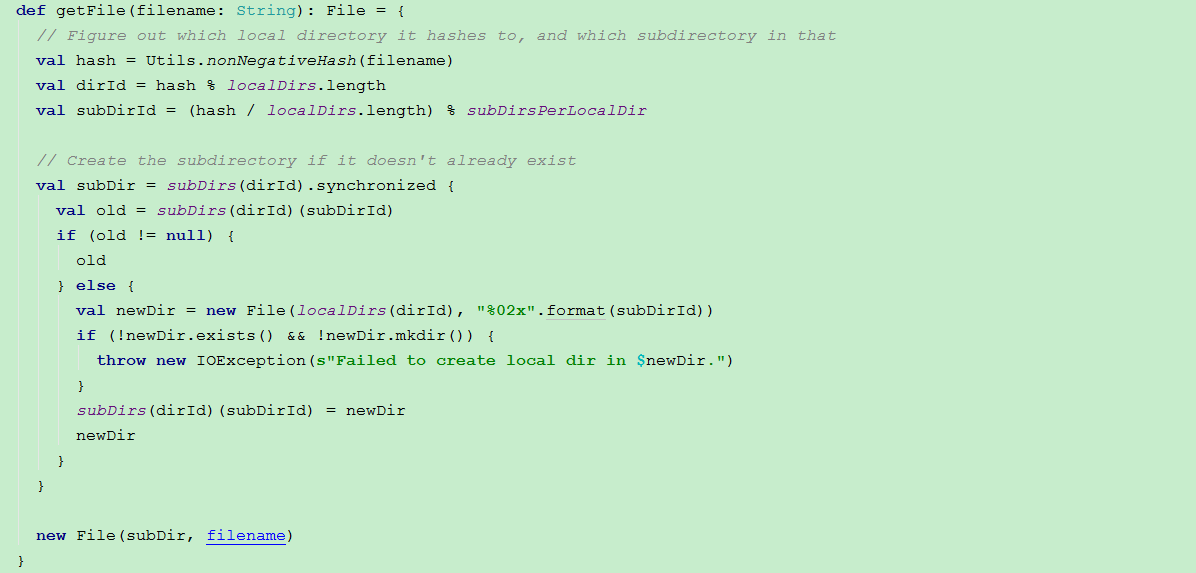 def getFile(filename: String): File = {
  // Figure out which local directory it hashes to, and which subdirectory in that
  val hash = Utils.nonNegativeHash(filename)
  val dirId = hash % localDirs.length
  val subDirId = (hash / localDirs.length) % subDirsPerLocalDir

  // Create the subdirectory if it doesn't already exist
  val subDir = subDirs(dirId).synchronized {
    val old = subDirs(dirId)(subDirId)
    if (old != null) {
      old
    } else {
      val newDir = new File(localDirs(dirId), "%02x".format(subDirId))
      if (!newDir.exists() && !newDir.mkdir()) {
        throw new IOException(s"Failed to create local dir in $newDir.")
      }
      subDirs(dirId)(subDirId) = newDir
      newDir
    }
  }

  new File(subDir, filename)
}